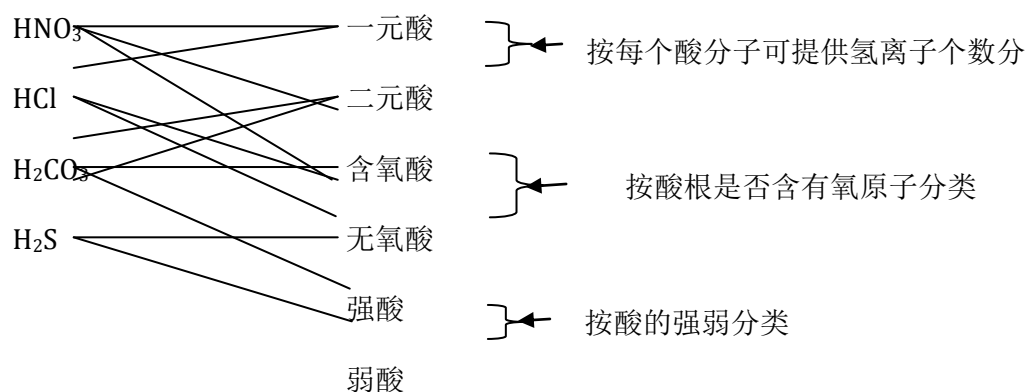 HNO₃ 一元酸
按每个酸分子可提供氢离子个数分
HCl 二元酸
H₂CO₃ 含氧酸 按酸根是否含有氧原子分类
H₂S 无氧酸
强酸 按酸的强弱分类
弱酸